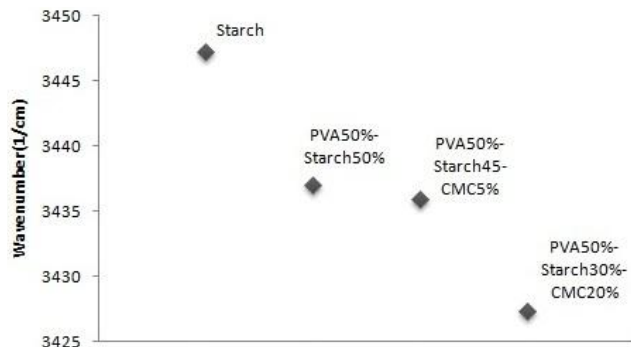 3450
Starch
3445
3440
PVA50%-
Starch50%
PVA50%-
Starch45-
CMC5%
3435
PVA50%-
Starch30%-
CMC20%
3430
3425
Wavenumber(1/cm)